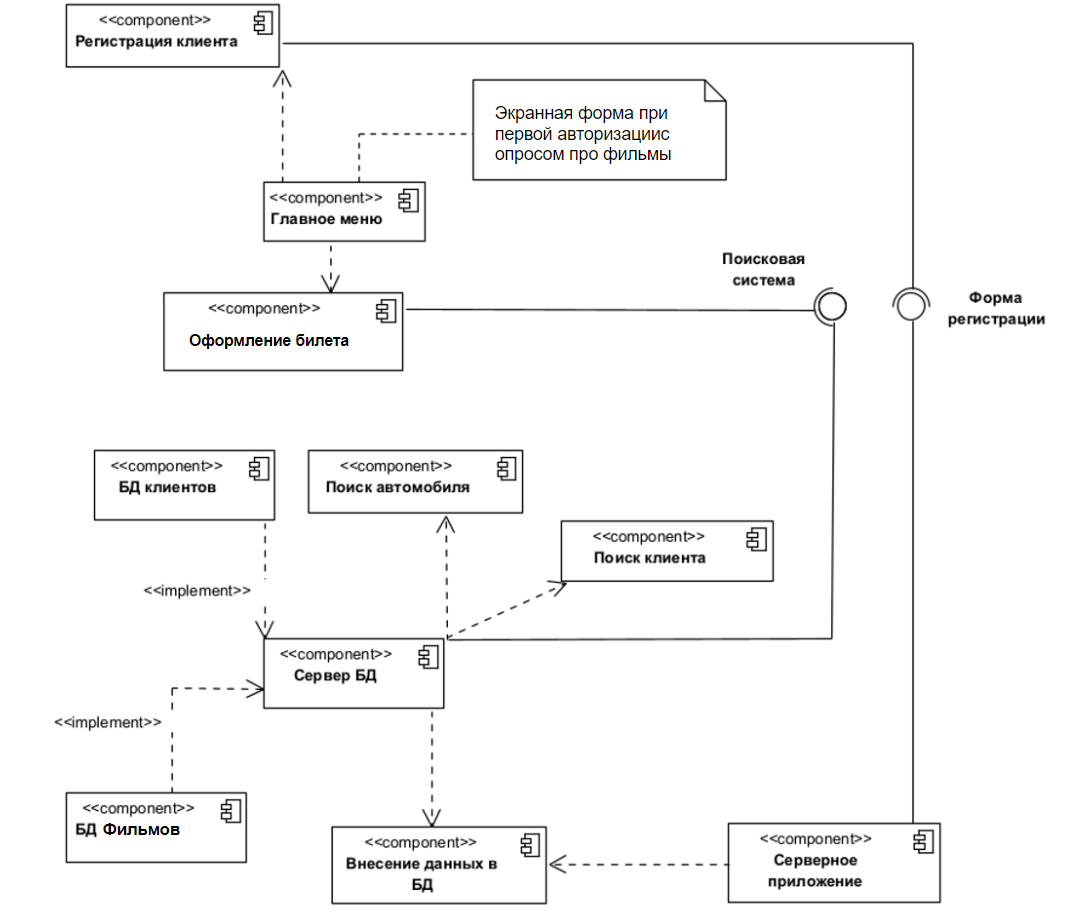 <<component>>
Регистрация клиента
Экранная форма при
первой авторизациис
опросом про фильмы
<<component>>
Главное меню
Поисковая
система
<<component>>
Оформление билета
Форма
регистрации
<<component>>
БД клиентов
<<component>>
Поиск автомобиля
<<component>>
Поиск клиента
<<implement>>
<<component>>
Сервер БД
<<implement>>
<<component>>
БД Фильмов
<<component>>
Внесение данных в
БД
<<component>>
Серверное
приложение